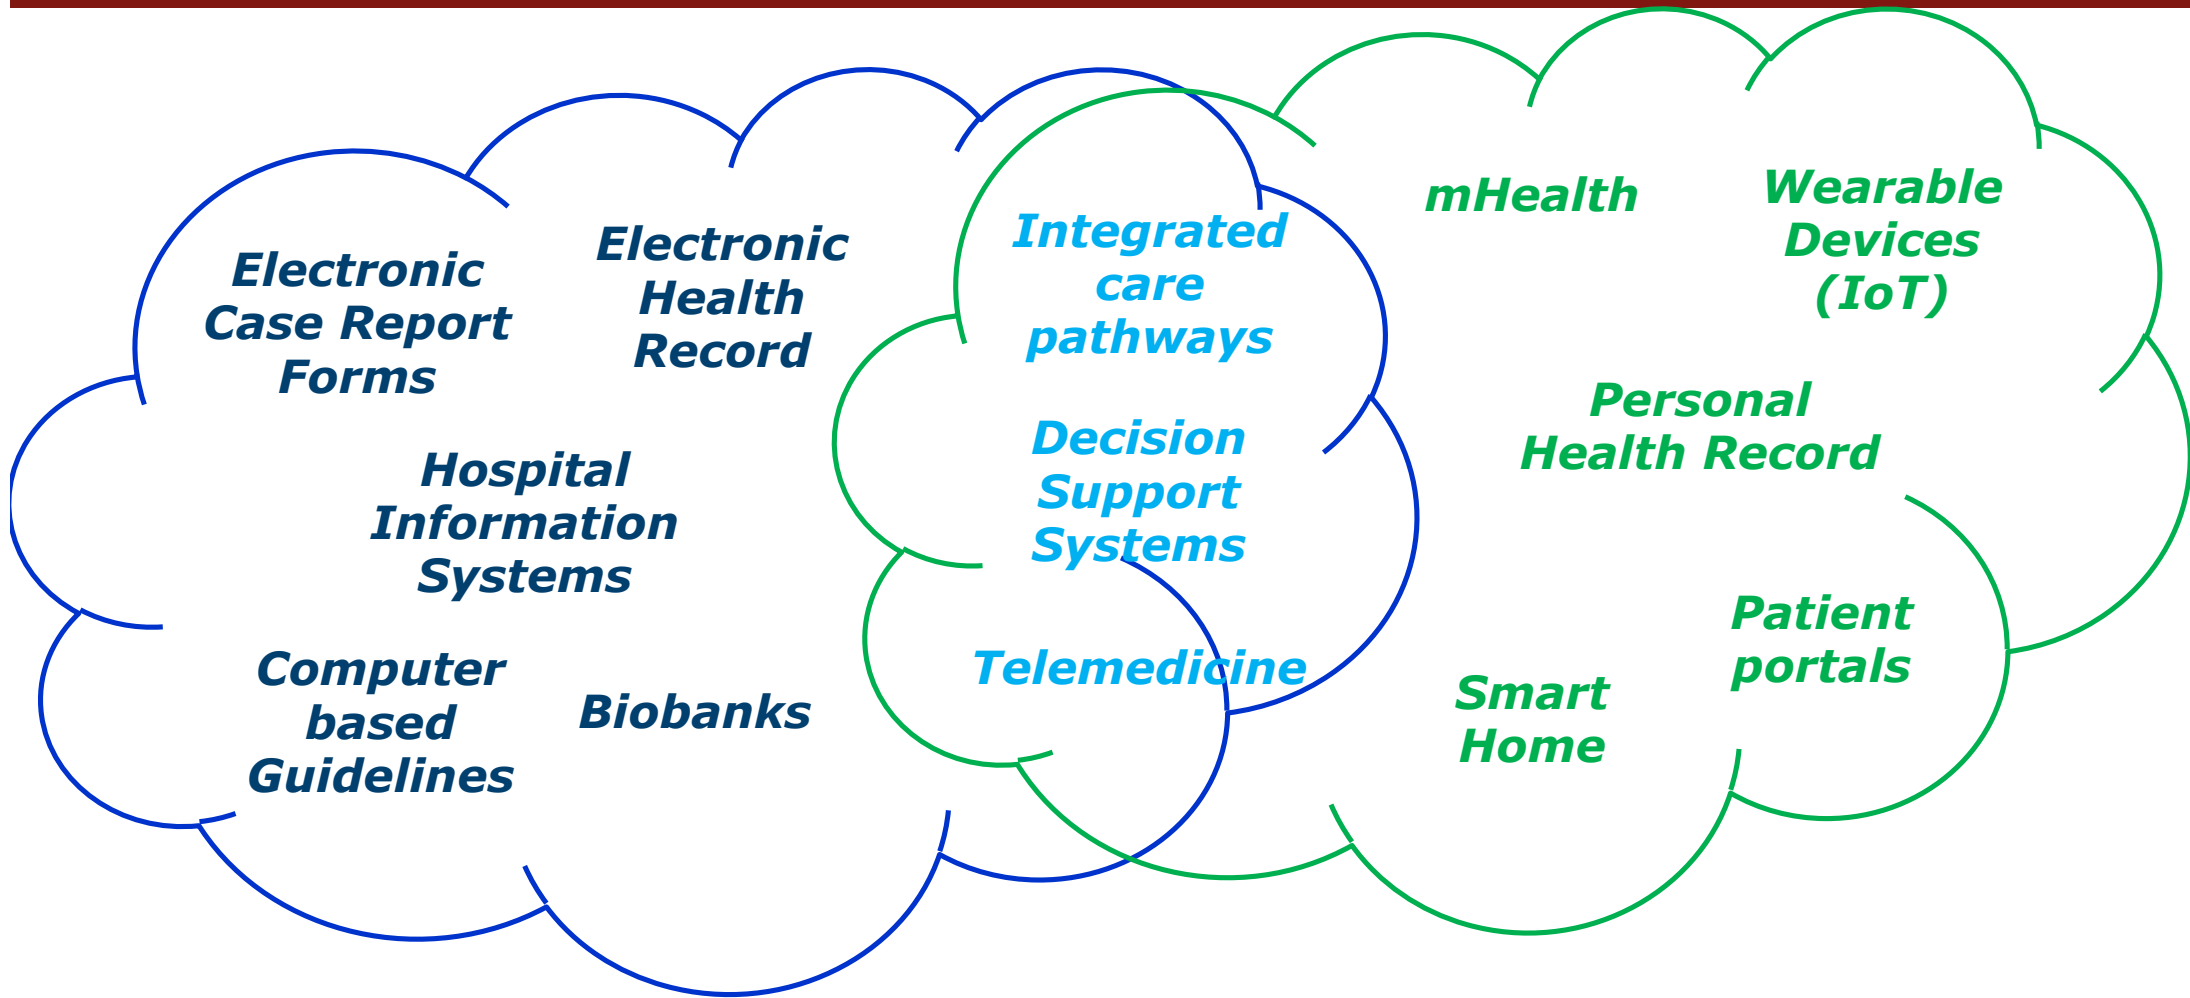 Electronic
Case Report
Forms
Electronic
Health
Record
Hospital
Information
Systems
Computer
based
Guidelines
Biobanks
Integrated
care
pathways
Decision
Support
Systems
Telemedicine
mHealth
Wearable
Devices
(IoT)
Personal
Health Record
Patient
portals
Smart
Home